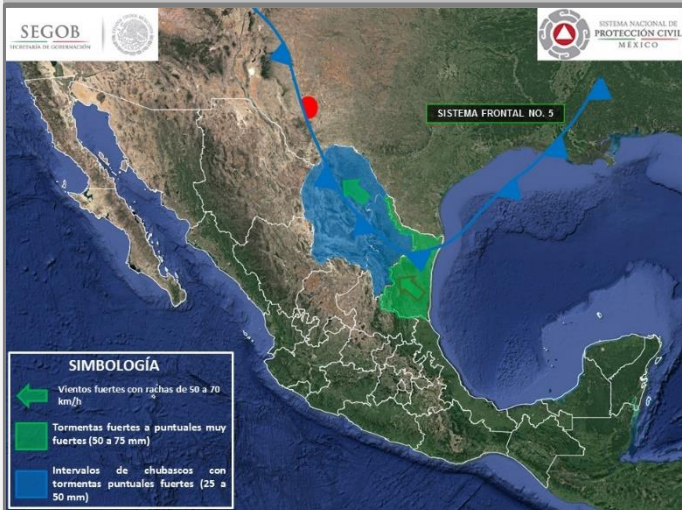 SEGOB
SECRETARÍA DE GOBERNACIÓN
SISTEMA NACIONAL DE
PROTECCIÓN CIVIL
MÉXICO
SISTEMA FRONTAL NO. 5
SIMBOLOGÍA
Vientos fuertes con rachas de 50 a 70
km/h
Tormentas fuertes a puntuales muy
fuertes (50 a 75 mm)
Intervalos de chubascos con
tormentas puntuales fuertes (25 a
50 mm)